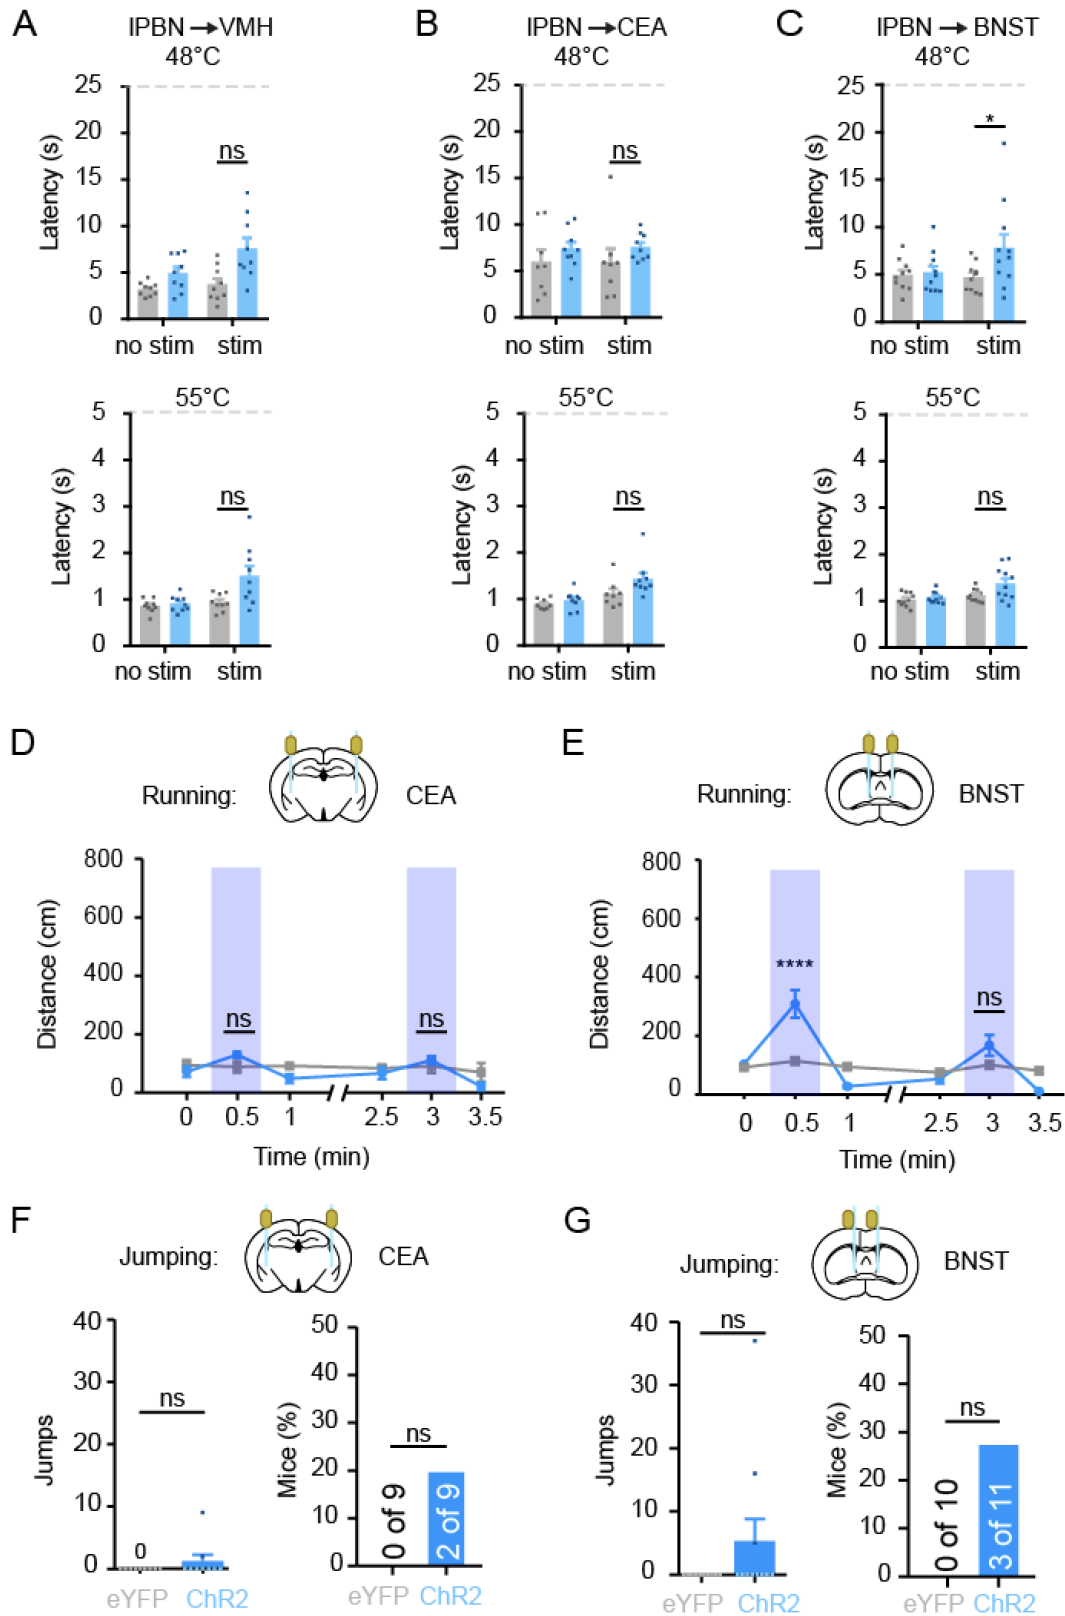 A
lPBN→VMH
48°C
25
20
15
10
5
0
Latency (s)
ns
no stim
stim
55°C
5
4
3
2
1
0
Latency (s)
ns
no stim
stim
B
lPBN→CEA
48°C
25
20
15
10
5
0
Latency (s)
ns
no stim
stim
55°C
5
4
3
2
1
0
Latency (s)
ns
no stim
stim
C
lPBN → BNST
48°C
25
20
15
10
5
0
Latency (s)
*
no stim
stim
55°C
5
4
3
2
1
0
Latency (s)
ns
no stim
stim
D
Running:
CEA
800
600
400
200
0
Distance (cm)
ns
ns
0
0.5
1
2.5
3
3.5
Time (min)
E
Running:
BNST
800
600
400
200
0
Distance (cm)
****
ns
0
0.5
1
2.5
3
3.5
Time (min)
F
Jumping:
CEA
40
30
20
10
0
Jumps
ns
0
eYFP
ChR2
50
40
30
20
10
0
Mice (%)
ns
0 of 9
2 of 9
eYFP
ChR2
G
Jumping:
BNST
40
30
20
10
0
Jumps
ns
eYFP
ChR2
50
40
30
20
10
0
Mice (%)
ns
0 of 10
3 of 11
eYFP
ChR2